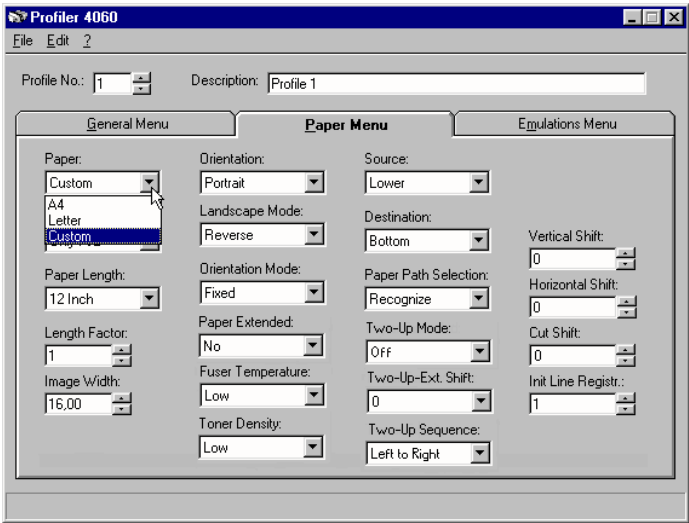 Profiler 4060
File Edit ?
Profile No.: 1 Description: Profile 1
General Menu Paper Menu Emulations Menu
Paper:
Custom
A4
Letter
Custom
Paper Length:
12 Inch
Length Factor:
1
Image Width:
16,00
Orientation:
Portrait
Landscape Mode:
Reverse
Orientation Mode:
Fixed
Paper Extended:
No
Fuser Temperature:
Low
Toner Density:
Low
Source:
Lower
Destination:
Bottom
Paper Path Selection:
Recognize
Two-Up Mode:
Off
Two-Up-Ext. Shift:
0
Two-Up Sequence:
Left to Right
Vertical Shift:
0
Horizontal Shift:
0
Cut Shift:
0
Init Line Registr.:
1